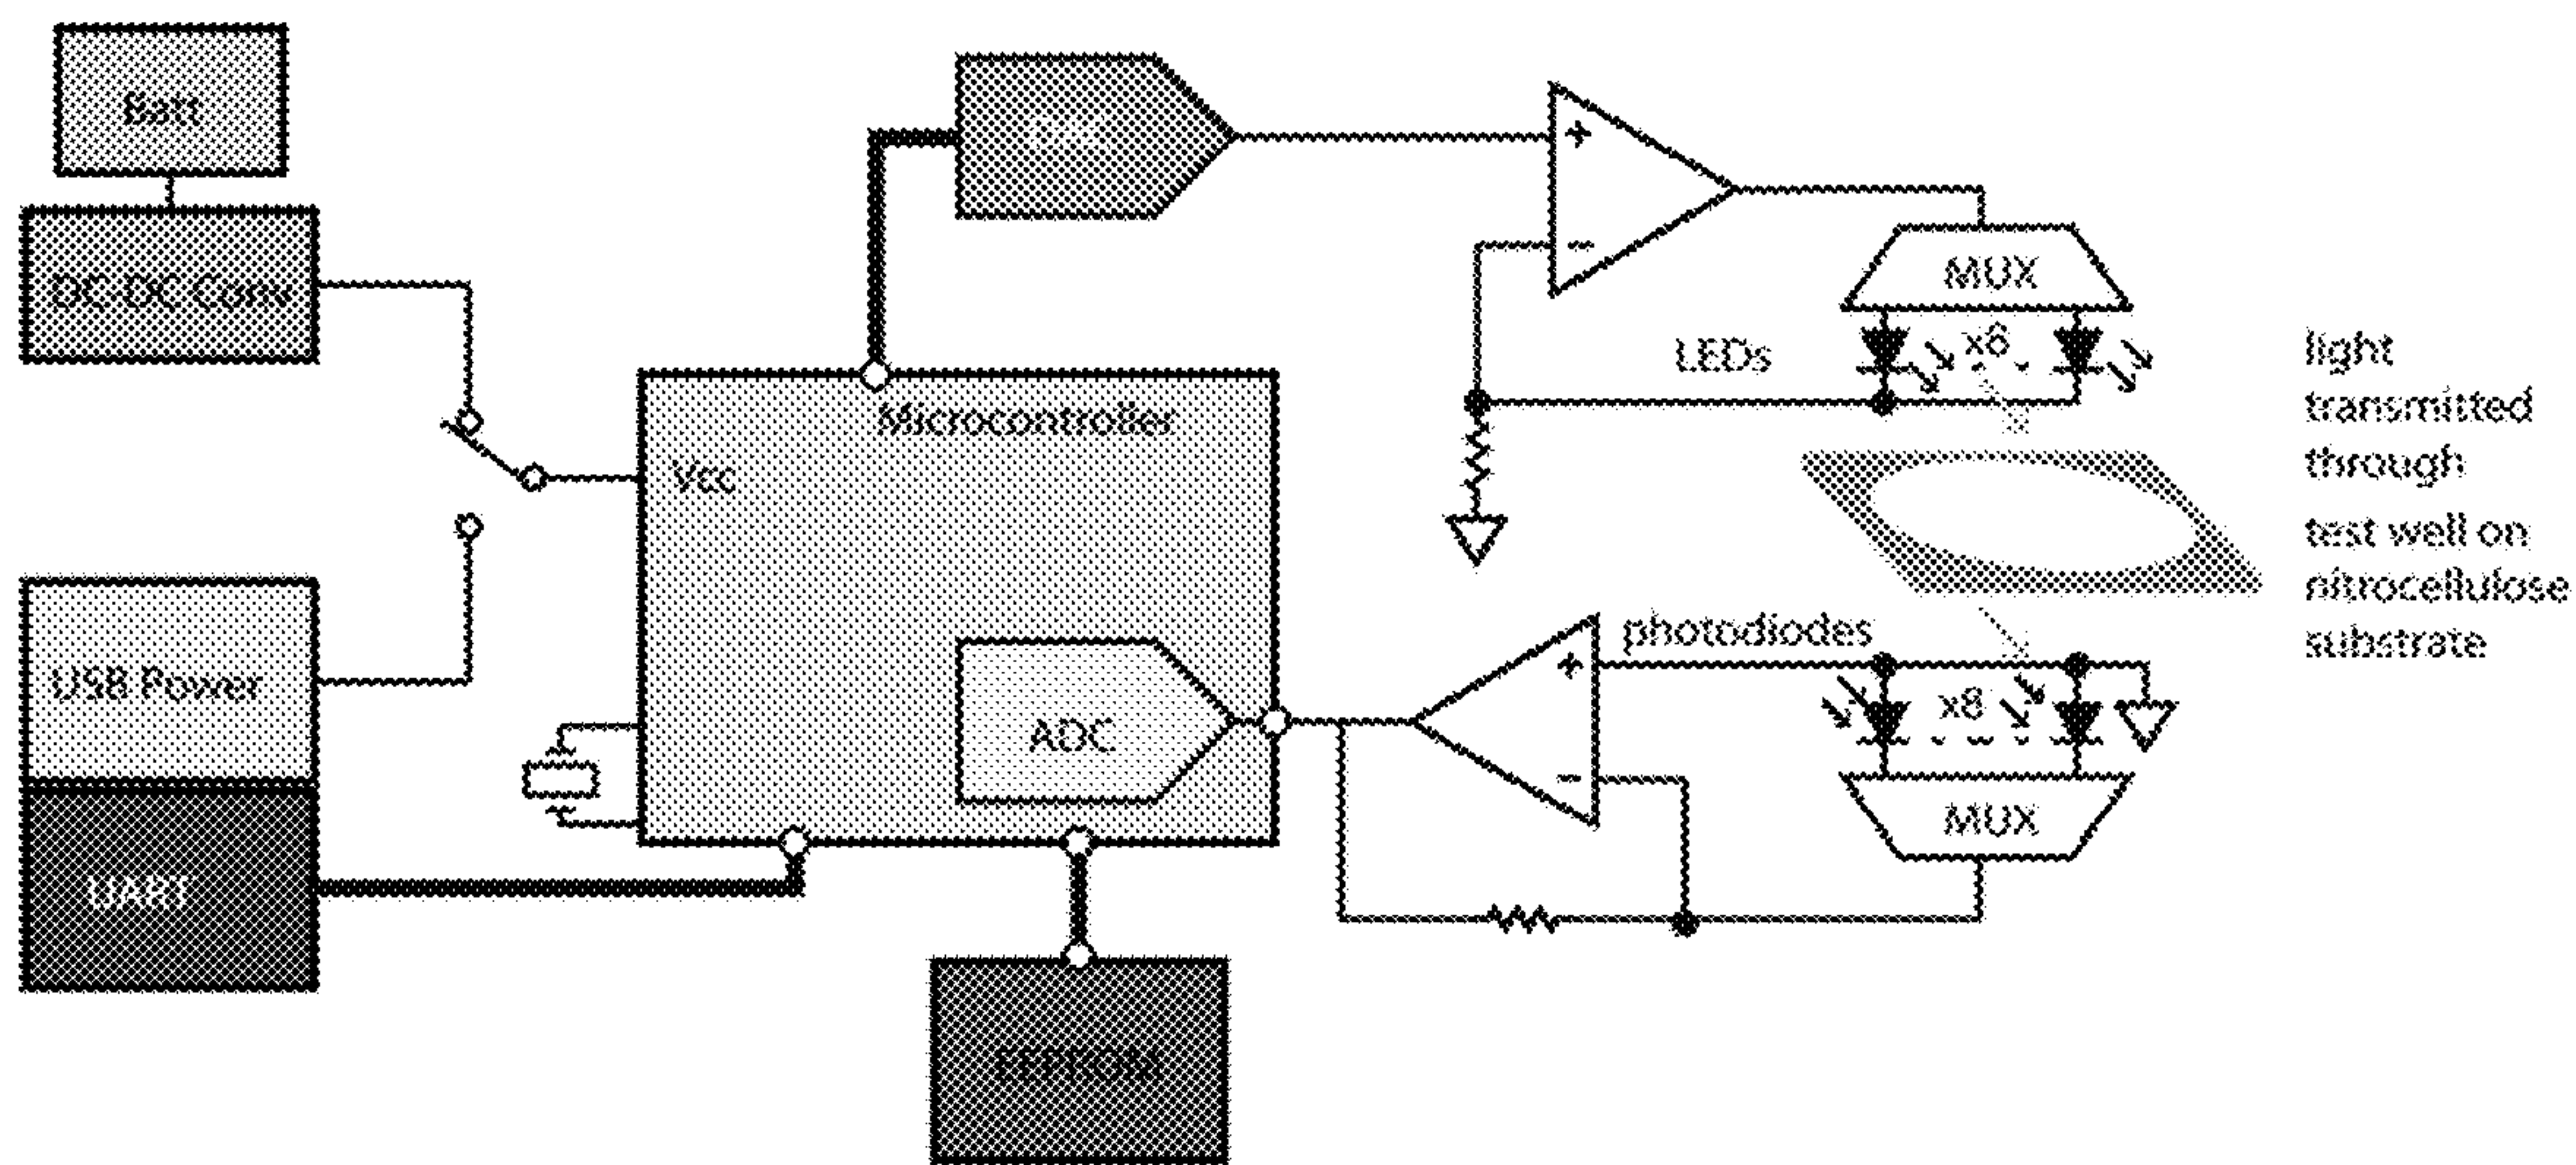 Batt
DC-DC Conv
USB Power
UART
Microcontroller
Vcc
ADC
EEPROM
+
−
MUX
LEDs
light
transmitted
through
test well on
nitrocellulose
substrate
photodiodes
+
−
x8
MUX